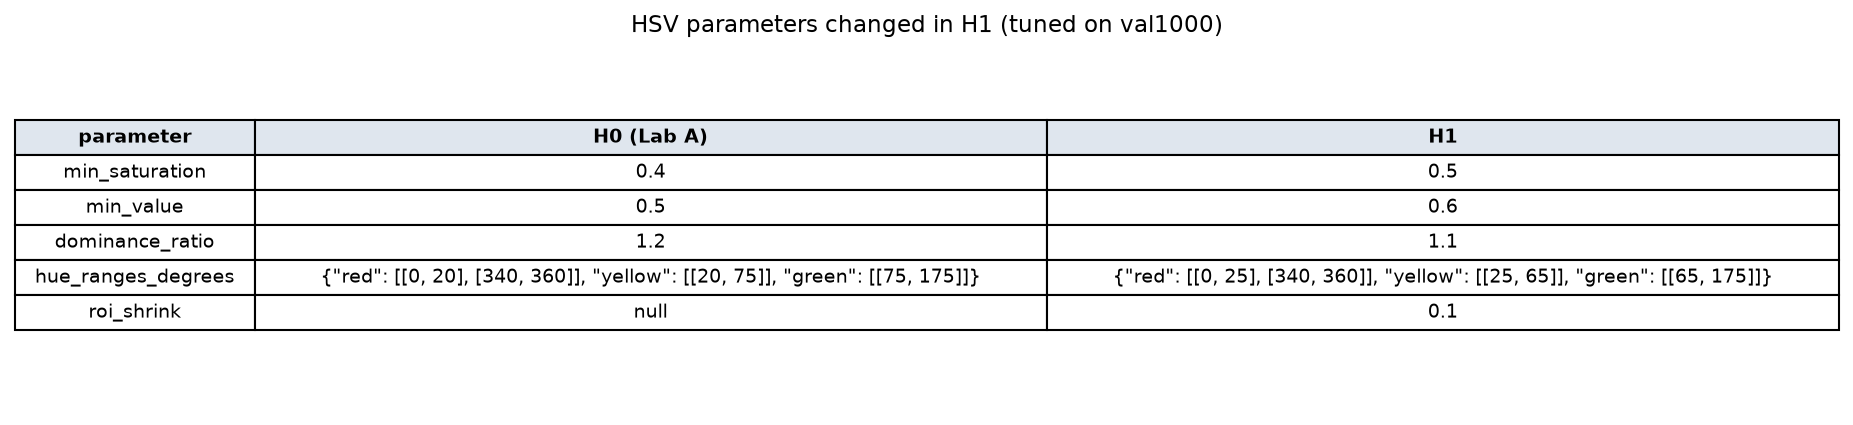 HSV parameters changed in H1 (tuned on val1000)
parameter H0 (Lab A) H1
min_saturation 0.4 0.5
min_value 0.5 0.6
dominance_ratio 1.2 1.1
hue_ranges_degrees {"red": [[0, 20], [340, 360]], "yellow": [[20, 75]], "green": [[75, 175]]} {"red": [[0, 25], [340, 360]], "yellow": [[25, 65]], "green": [[65, 175]]}
roi_shrink null 0.1